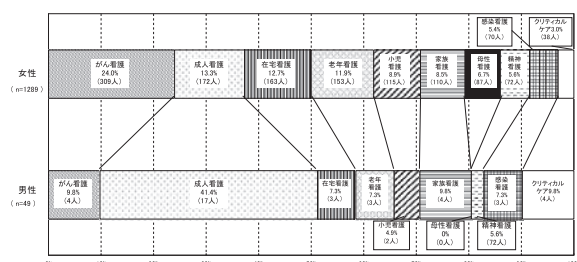 感染看護
5.4%
(70人)
クリティカル
ケア3.0%
(38人)
女性
( n=1289 )
がん看護
24.0%
(309人)
成人看護
13.3%
(172人)
在宅看護
12.7%
(163人)
老年看護
11.9%
(153人)
小児
看護
8.9%
(115人)
家族
看護
8.5%
(110人)
母性
看護
6.7%
(87人)
精神
看護
5.6%
(72人)
男性
( n=49 )
がん看護
9.8%
(4人)
成人看護
41.4%
(17人)
在宅看護
7.3%
(3人)
老年
看護
7.3%
(3人)
家族看護
9.8%
(4人)
感染
看護
7.3%
(3人)
クリティカル
ケア9.8%
(4人)
小児看護
4.9%
(2人)
母性看護
0%
(0人)
精神看護
5.6%
(72人)